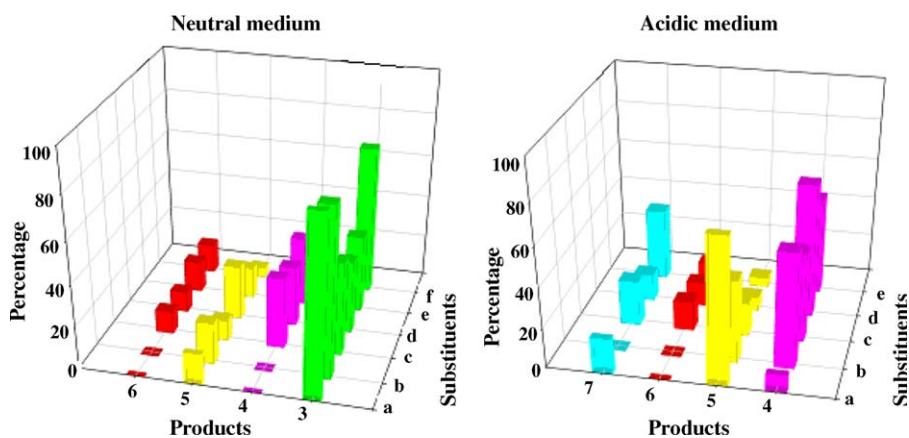 Neutral medium
100
80
60
40
20
0
Percentage
6
5
4
3
Products
a
b
c
d
e
f
Substituents
Acidic medium
100
80
60
40
20
0
Percentage
7
6
5
4
Products
a
b
c
d
e
Substituents